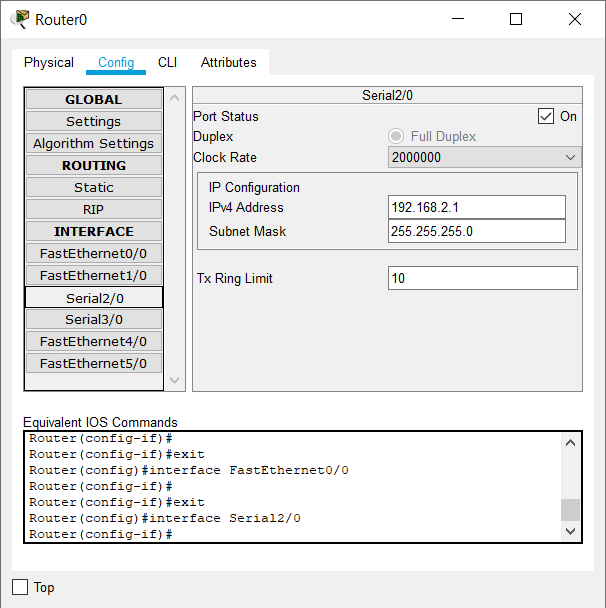 Router0
Physical Config CLI Attributes
GLOBAL
Settings
Algorithm Settings
ROUTING
Static
RIP
INTERFACE
FastEthernet0/0
FastEthernet1/0
Serial2/0
Serial3/0
FastEthernet4/0
FastEthernet5/0
Serial2/0
Port Status On
Duplex Full Duplex
Clock Rate 2000000
IP Configuration
IPv4 Address 192.168.2.1
Subnet Mask 255.255.255.0
Tx Ring Limit 10
Equivalent IOS Commands
Router(config-if)#
Router(config-if)#exit
Router(config)#interface FastEthernet0/0
Router(config-if)#
Router(config-if)#exit
Router(config)#interface Serial2/0
Router(config-if)#
Top